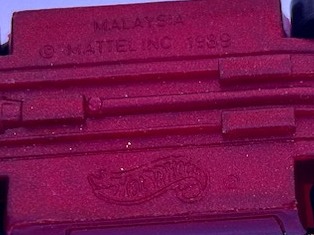 MALAYSIA
© MATTEL INC 1989
Hot Wheels